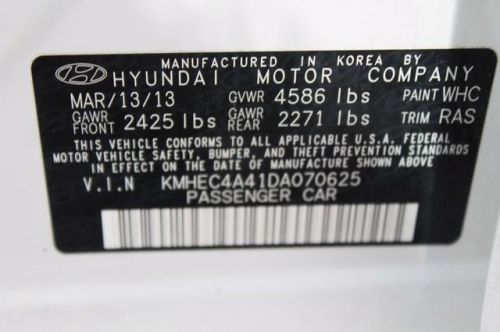 MANUFACTURED IN KOREA BY
HYUNDAI MOTOR COMPANY
MAR/13/13 GVWR 4586 lbs PAINT WHC
GAWR FRONT 2425 lbs GAWR REAR 2271 lbs TRIM RAS
THIS VEHICLE CONFORMS TO ALL APPLICABLE U.S.A. FEDERAL
MOTOR VEHICLE SAFETY, BUMPER, AND THEFT PREVENTION STANDARDS
IN EFFECT ON THE DATE OF MANUFACTURE SHOWN ABOVE.
V.I.N KMHEC4A41DA070625
PASSENGER CAR